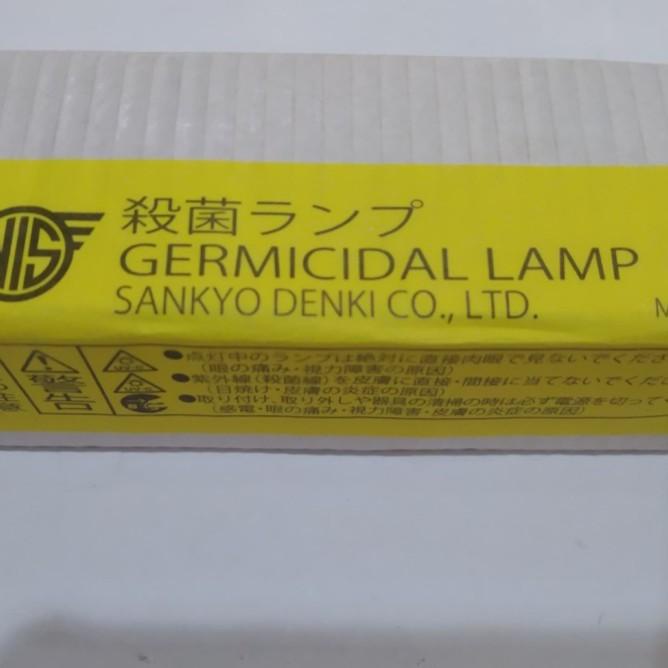 殺菌ランプ
GERMICIDAL LAMP
SANKYO DENKI CO., LTD.
NIS
警告
●点灯中のランプは絶対に直接肉眼で見ないでくださ
(眼の痛み・視力障害の原因)
●紫外線(殺菌線)を皮膚に直接・間接に当てないでくだ
(日焼け・皮膚の炎症の原因)
●取り付け、取り外しや器具の清掃の時は必ず電源を切って
(感電・眼の痛み・視力障害・皮膚の炎症の原因)